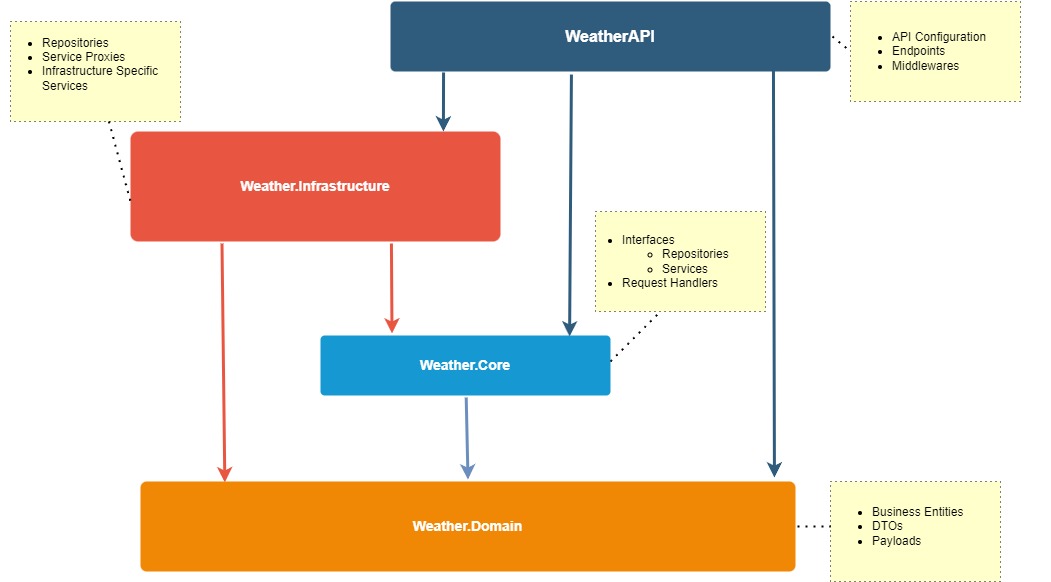 WeatherAPI
API Configuration
Endpoints
Middlewares
Repositories
Service Proxies
Infrastructure Specific
Services
Weather.Infrastructure
Interfaces
Repositories
Services
Request Handlers
Weather.Core
Weather.Domain
Business Entities
DTOs
Payloads